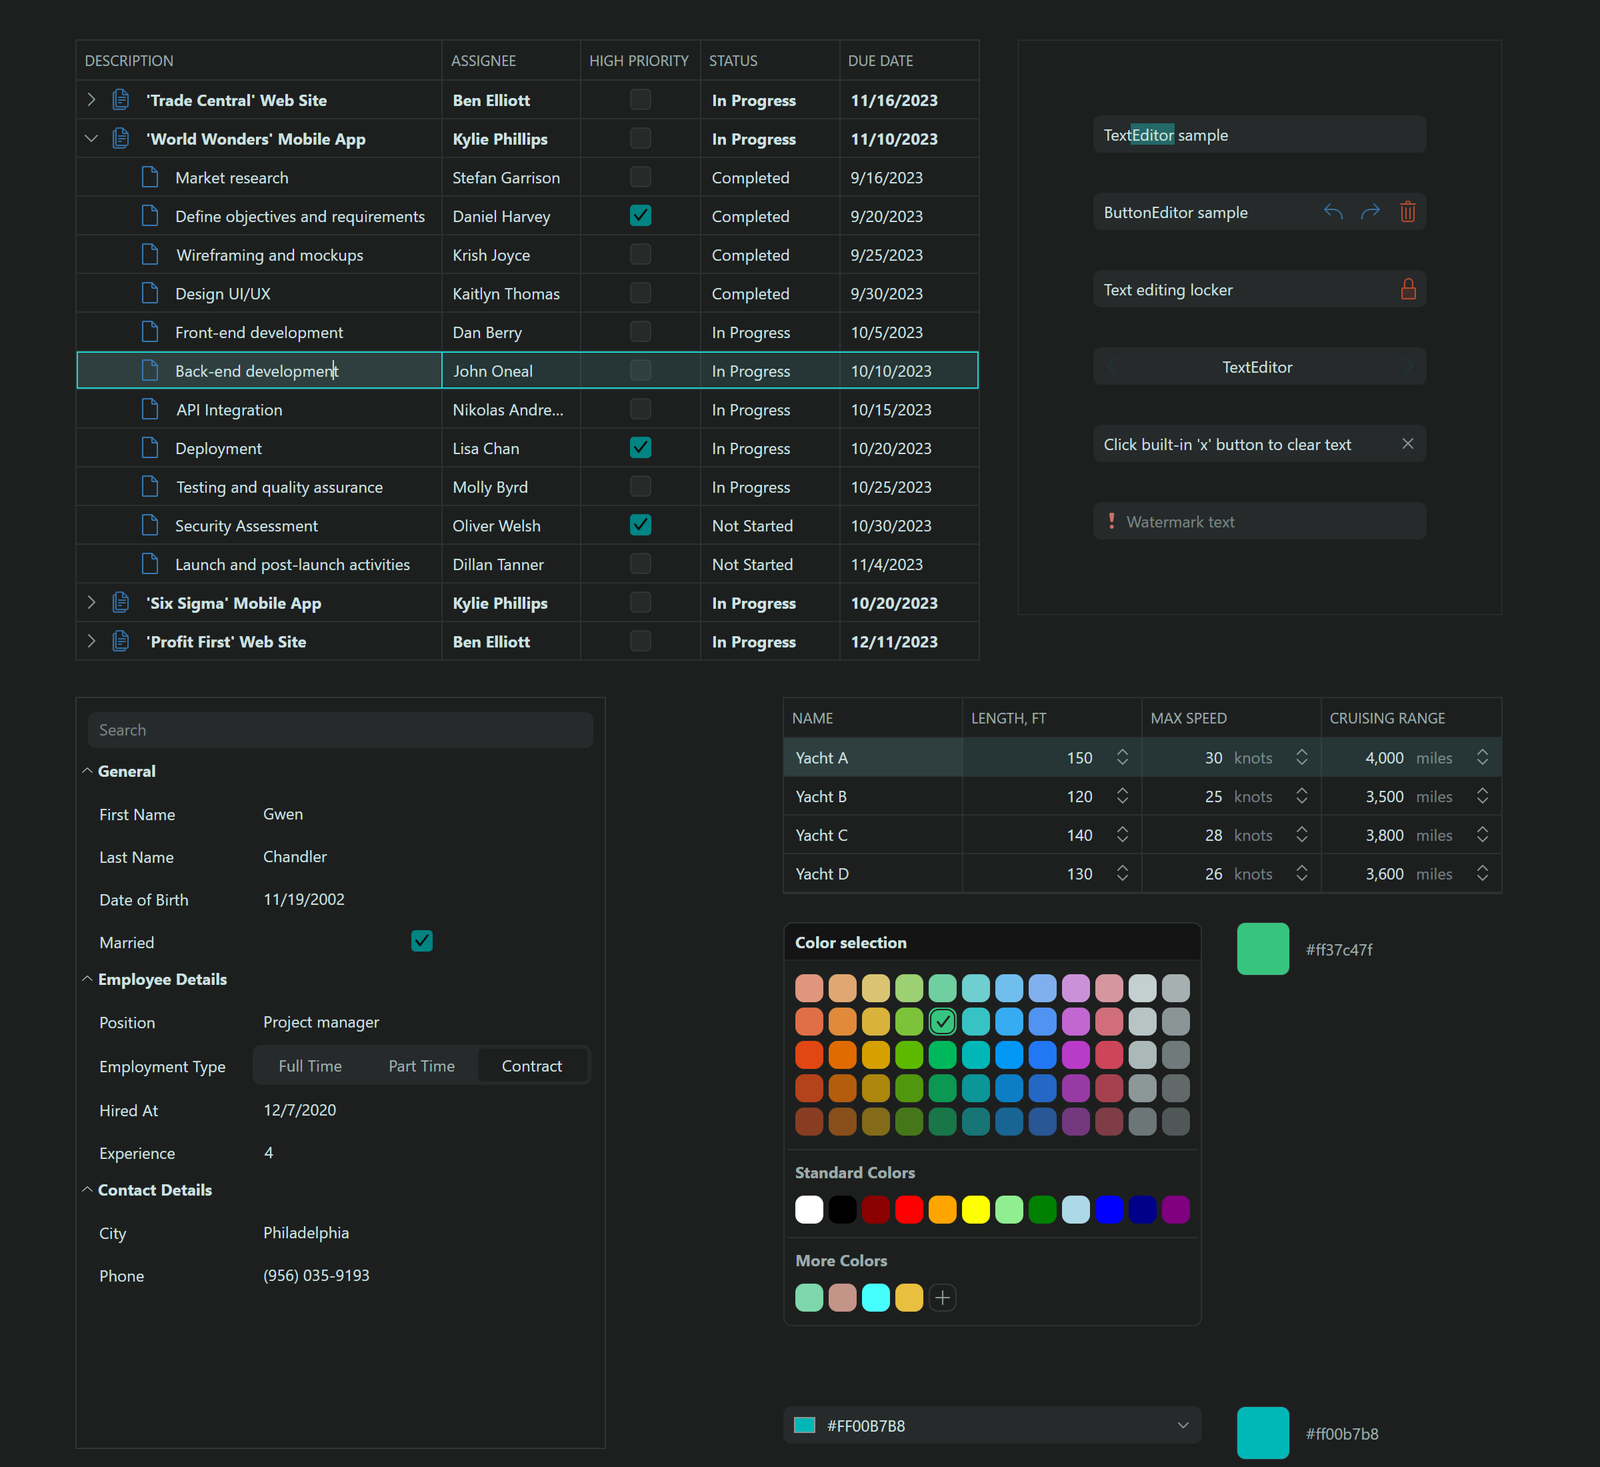 DESCRIPTION ASSIGNEE HIGH PRIORITY STATUS DUE DATE
'Trade Central' Web Site Ben Elliott In Progress 11/16/2023
'World Wonders' Mobile App Kylie Phillips In Progress 11/10/2023
Market research Stefan Garrison Completed 9/16/2023
Define objectives and requirements Daniel Harvey Completed 9/20/2023
Wireframing and mockups Krish Joyce Completed 9/25/2023
Design UI/UX Kaitlyn Thomas Completed 9/30/2023
Front-end development Dan Berry In Progress 10/5/2023
Back-end development John Oneal In Progress 10/10/2023
API Integration Nikolas Andre... In Progress 10/15/2023
Deployment Lisa Chan In Progress 10/20/2023
Testing and quality assurance Molly Byrd In Progress 10/25/2023
Security Assessment Oliver Welsh Not Started 10/30/2023
Launch and post-launch activities Dillan Tanner Not Started 11/4/2023
'Six Sigma' Mobile App Kylie Phillips In Progress 10/20/2023
'Profit First' Web Site Ben Elliott In Progress 12/11/2023
TextEditor sample
ButtonEditor sample
Text editing locker
TextEditor
Click built-in 'x' button to clear text
Watermark text
Search
General
First Name Gwen
Last Name Chandler
Date of Birth 11/19/2002
Married
Employee Details
Position Project manager
Employment Type Full Time Part Time Contract
Hired At 12/7/2020
Experience 4
Contact Details
City Philadelphia
Phone (956) 035-9193
NAME LENGTH, FT MAX SPEED CRUISING RANGE
Yacht A 150 30 knots 4,000 miles
Yacht B 120 25 knots 3,500 miles
Yacht C 140 28 knots 3,800 miles
Yacht D 130 26 knots 3,600 miles
Color selection
#ff37c47f
Standard Colors
More Colors
#FF00B7B8
#ff00b7b8